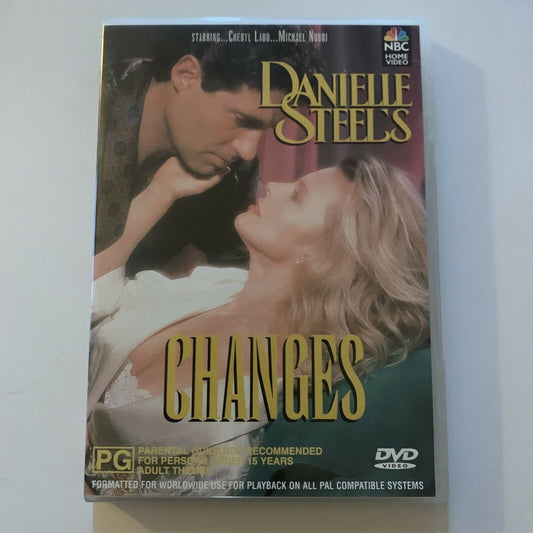 STARRING...CHERYL LADD...MICHAEL NOURI
NBC
HOME
VIDEO
DANIELLE
STEEL'S
CHANGES
PG
PARENTAL GUIDANCE RECOMMENDED
FOR PERSONS UNDER 15 YEARS
ADULT THEMES
DVD
VIDEO
FORMATTED FOR WORLDWIDE USE FOR PLAYBACK ON ALL PAL COMPATIBLE SYSTEMS